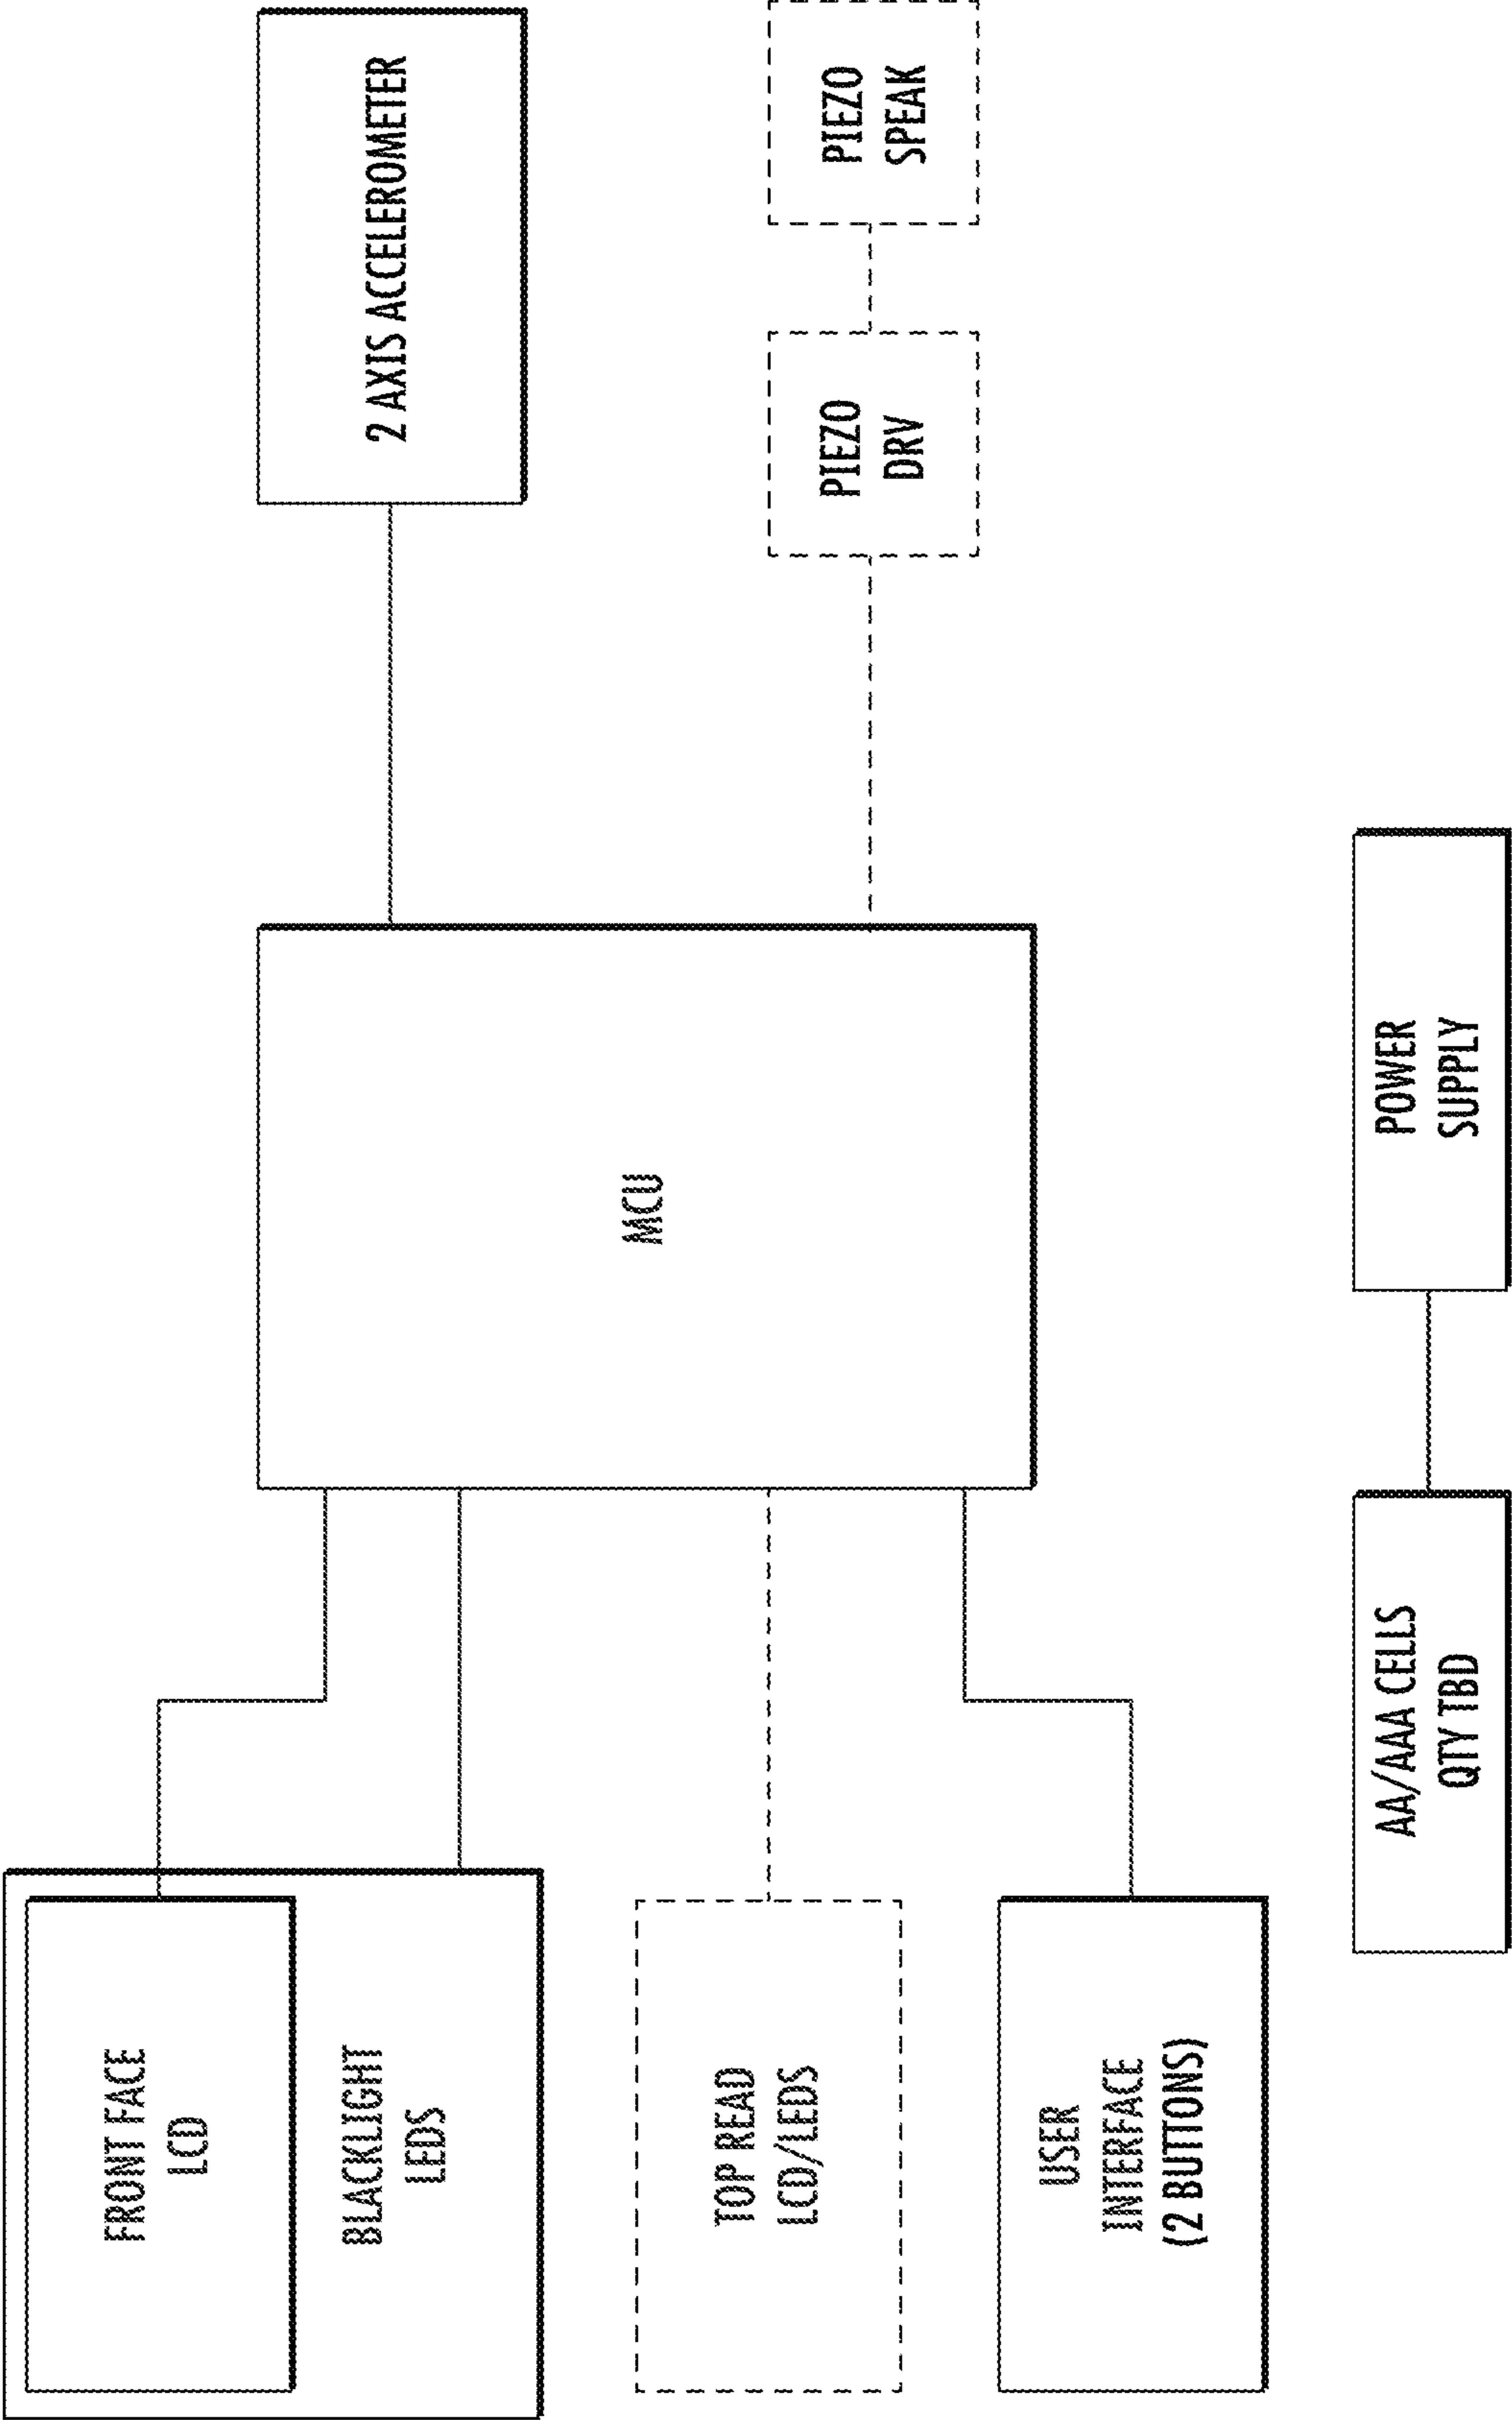 FRONT FACE
LCD
BLACKLIGHT
LEDS
TOP READ
LCD/LEDS
USER
INTERFACE
(2 BUTTONS)
MCU
2 AXIS ACCELEROMETER
PIEZO
DRV
PIEZO
SPEAK
AA/AAA CELLS
QTY TBD
POWER
SUPPLY